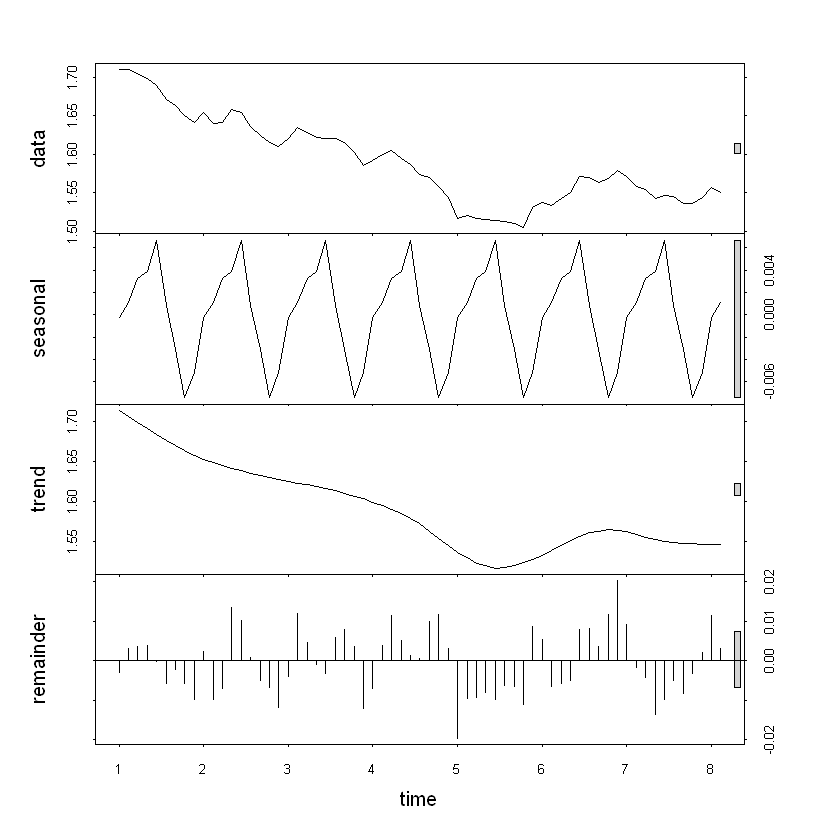 data
1.50 1.55 1.60 1.65 1.70
seasonal
-0.006 0.000 0.004
trend
1.55 1.60 1.65 1.70
remainder
-0.02 0.00 0.01 0.02
1 2 3 4 5 6 7 8
time